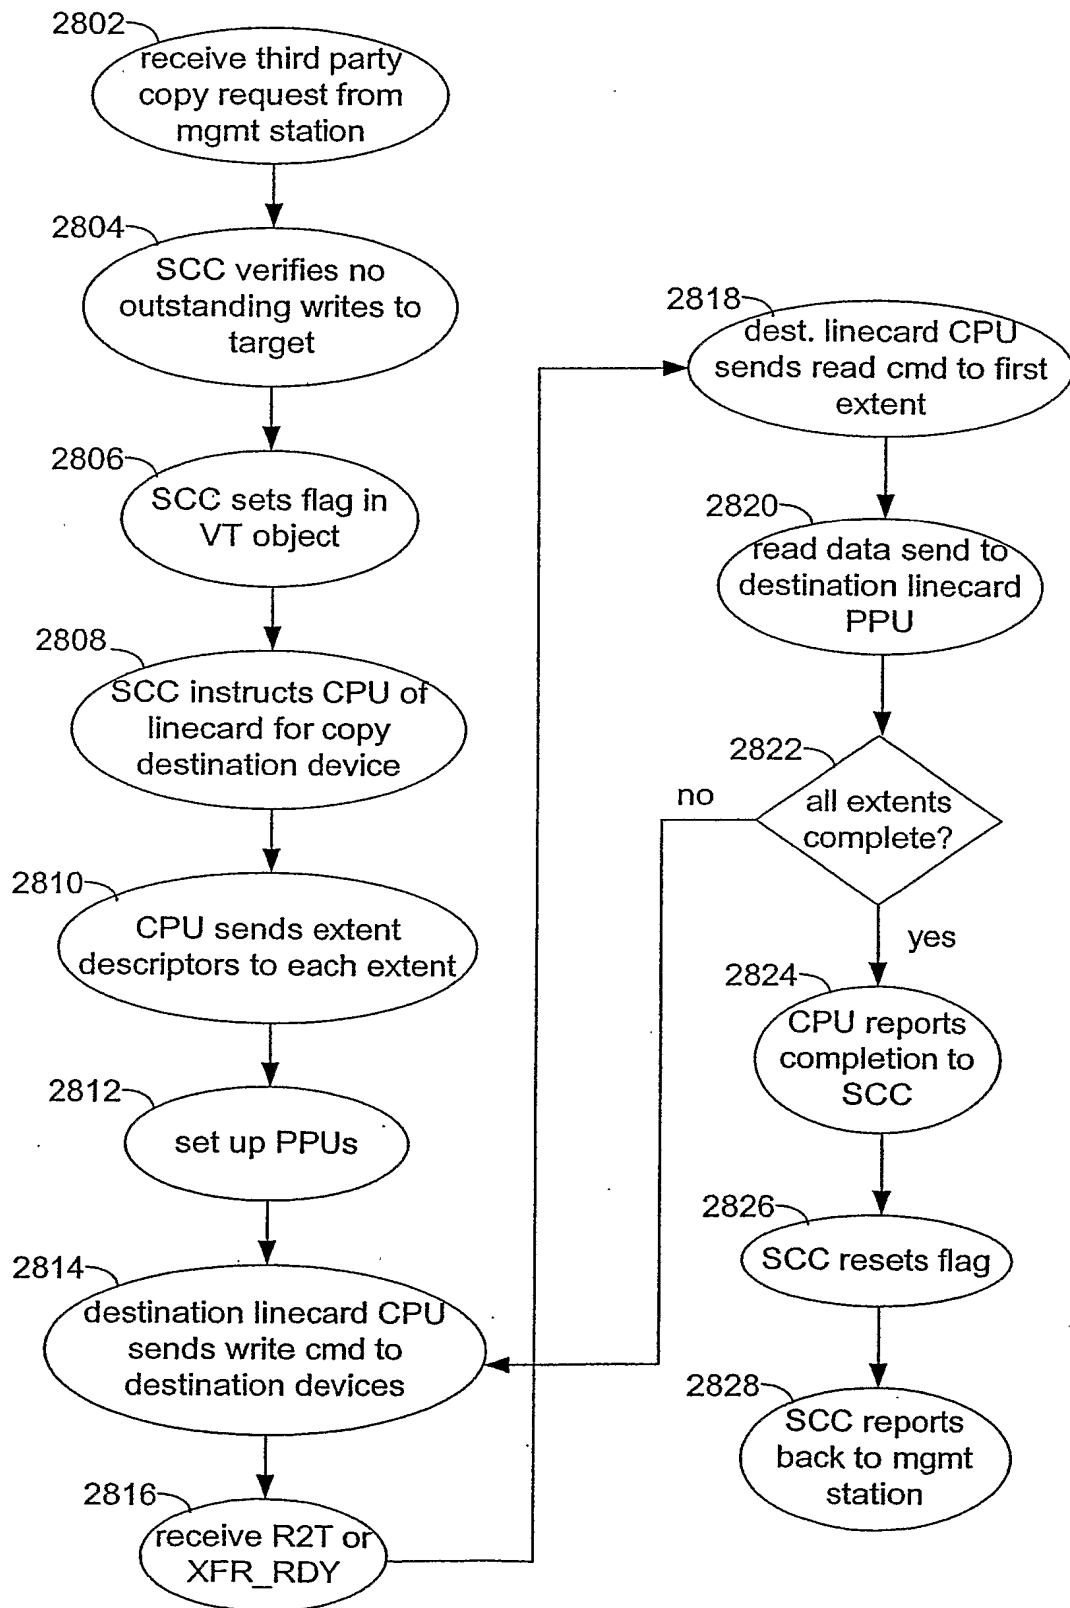 2802
receive third party
copy request from
mgmt station
2804
SCC verifies no
outstanding writes to
target
2806
SCC sets flag in
VT object
2808
SCC instructs CPU of
linecard for copy
destination device
2810
CPU sends extent
descriptors to each extent
2812
set up PPUs
2814
destination linecard CPU
sends write cmd to
destination devices
2816
receive R2T or
XFR_RDY
2818
dest. linecard CPU
sends read cmd to first
extent
2820
read data send to
destination linecard
PPU
2822
all extents
complete?
no
yes
2824
CPU reports
completion to
SCC
2826
SCC resets flag
2828
SCC reports
back to mgmt
station